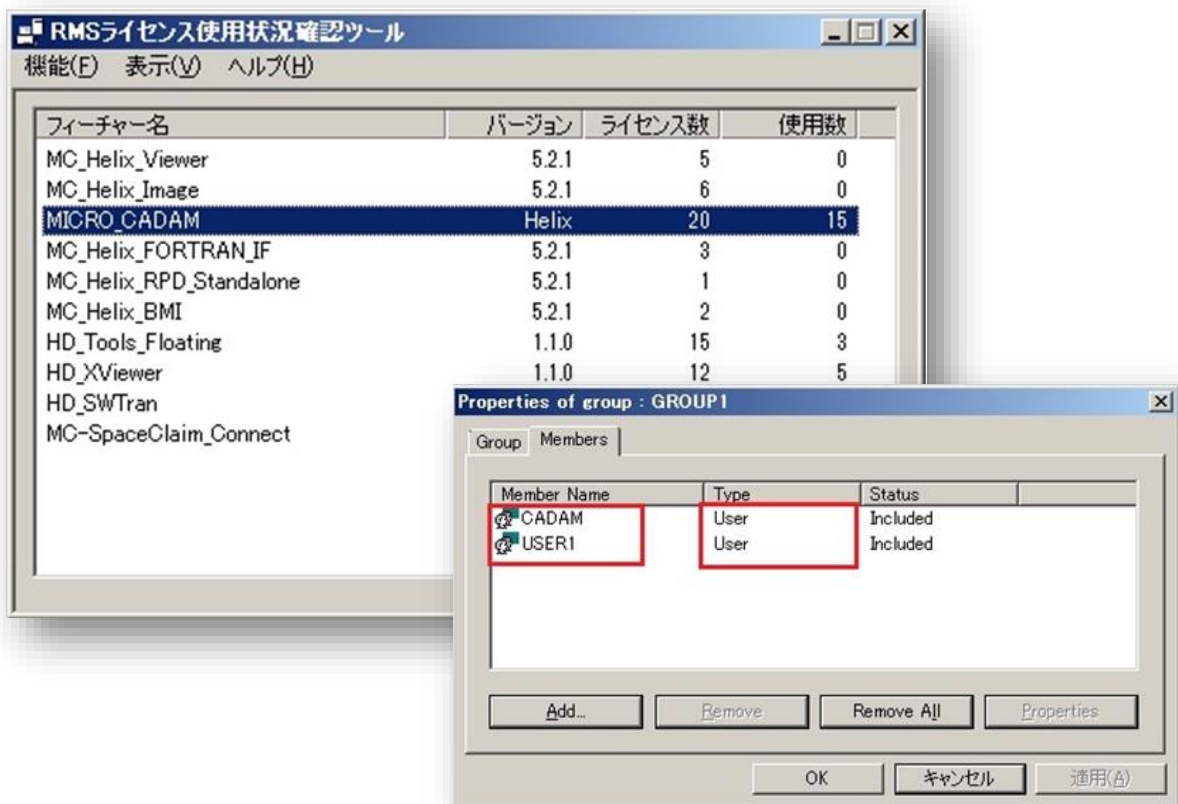 RMSライセンス使用状況確認ツール
機能(F) 表示(V) ヘルプ(H)
フィーチャー名 バージョン ライセンス数 使用数
MC_Helix_Viewer 5.2.1 5 0
MC_Helix_Image 5.2.1 6 0
MICRO_CADAM Helix 20 15
MC_Helix_FORTRAN_IF 5.2.1 3 0
MC_Helix_RPD_Standalone 5.2.1 1 0
MC_Helix_BMI 5.2.1 2 0
HD_Tools_Floating 1.1.0 15 3
HD_XViewer 1.1.0 12 5
HD_SWTran
MC-SpaceClaim_Connect
Properties of group : GROUP1
Group Members
Member Name Type Status
CADAM User Included
USER1 User Included
Add... Remove Remove All Properties
OK キャンセル 適用(A)